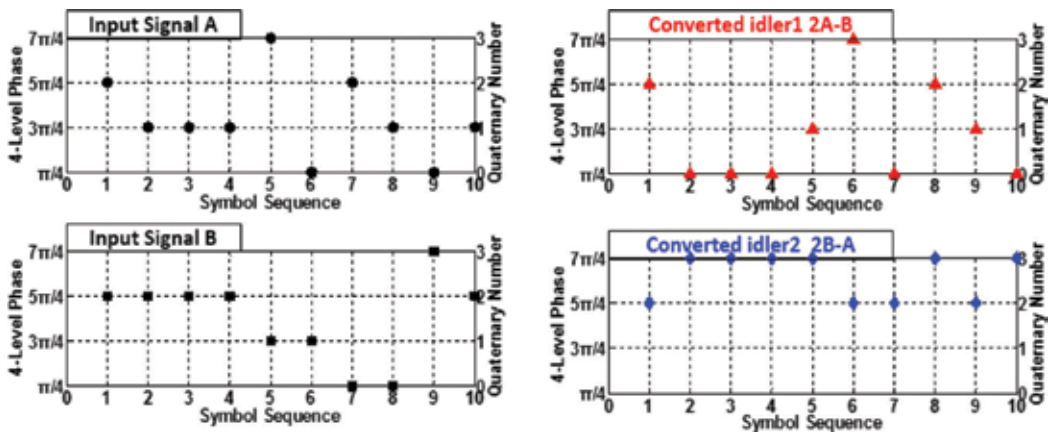 Input Signal A
4-Level Phase
7π/4
5π/4
3π/4
π/4
3
2
1
0
Quaternary Number
0 1 2 3 4 5 6 7 8 9 10
Symbol Sequence
Converted idler1 2A-B
4-Level Phase
7π/4
5π/4
3π/4
π/4
3
2
1
0
Quaternary Number
0 1 2 3 4 5 6 7 8 9 10
Symbol Sequence
Input Signal B
4-Level Phase
7π/4
5π/4
3π/4
π/4
3
2
1
0
Quaternary Number
0 1 2 3 4 5 6 7 8 9 10
Symbol Sequence
Converted idler2 2B-A
4-Level Phase
7π/4
5π/4
3π/4
π/4
3
2
1
0
Quaternary Number
0 1 2 3 4 5 6 7 8 9 10
Symbol Sequence